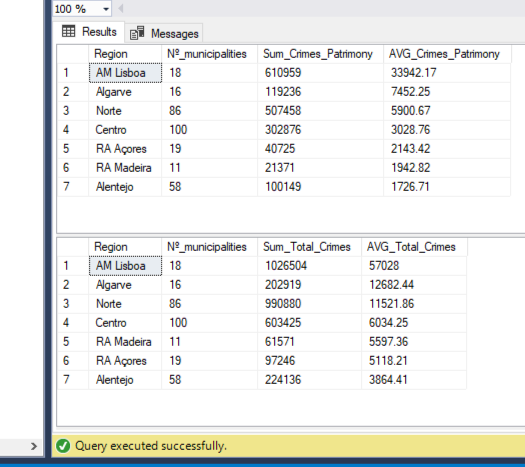 100 %
Results Messages
Region Nº_municipalities Sum_Crimes_Patrimony AVG_Crimes_Patrimony
1 AM Lisboa 18 610959 33942.17
2 Algarve 16 119236 7452.25
3 Norte 86 507458 5900.67
4 Centro 100 302876 3028.76
5 RA Açores 19 40725 2143.42
6 RA Madeira 11 21371 1942.82
7 Alentejo 58 100149 1726.71
Region Nº_municipalities Sum_Total_Crimes AVG_Total_Crimes
1 AM Lisboa 18 1026504 57028
2 Algarve 16 202919 12682.44
3 Norte 86 990880 11521.86
4 Centro 100 603425 6034.25
5 RA Madeira 11 61571 5597.36
6 RA Açores 19 97246 5118.21
7 Alentejo 58 224136 3864.41
Query executed successfully.